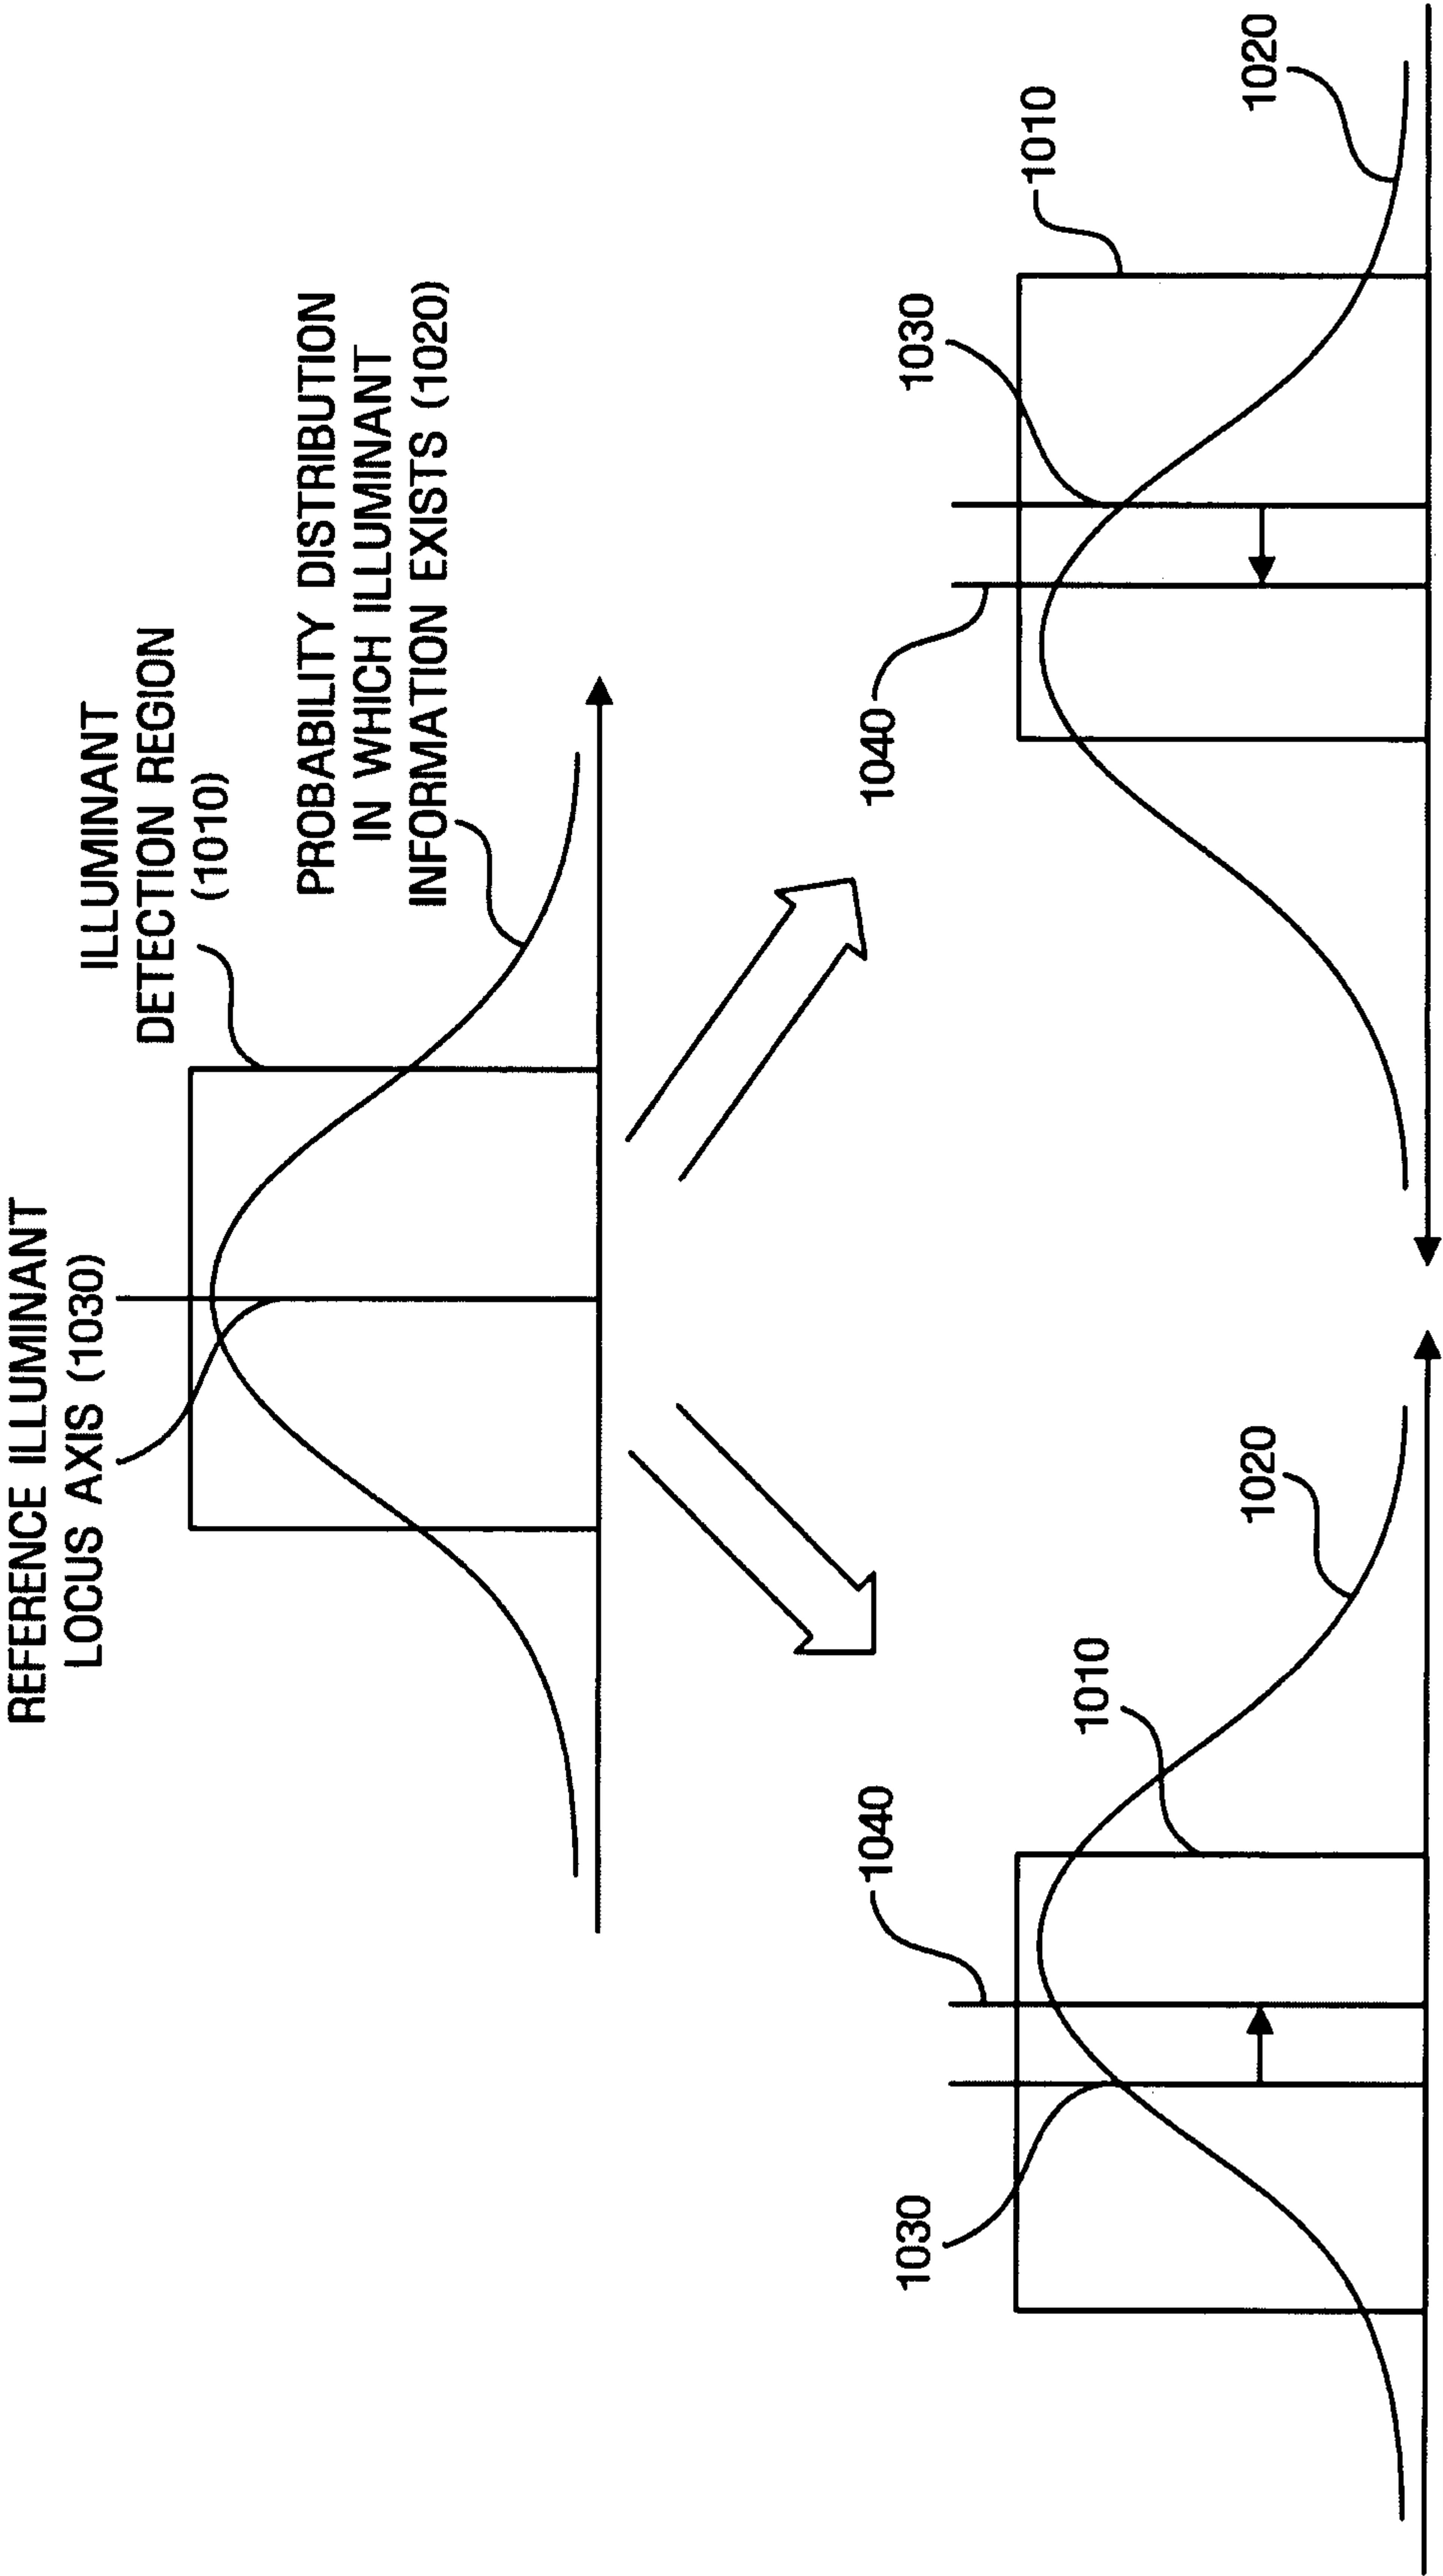 REFERENCE ILLUMINANT
LOCUS AXIS (1030)
ILLUMINANT
DETECTION REGION
(1010)
PROBABILITY DISTRIBUTION
IN WHICH ILLUMINANT
INFORMATION EXISTS (1020)
1030
1040
1010
1020
1040
1030
1010
1020